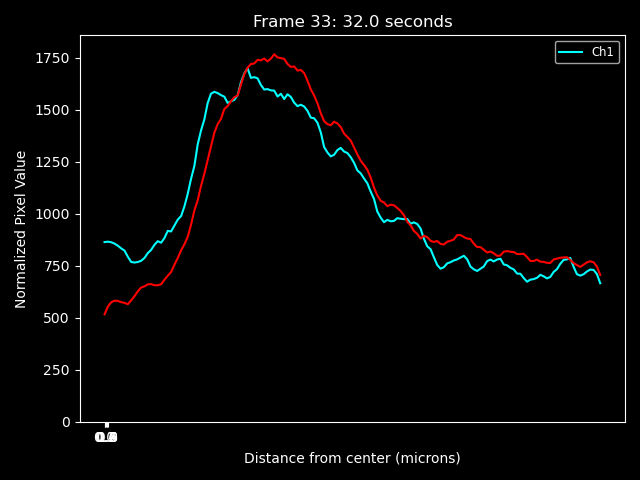 Frame 33: 32.0 seconds
Ch1
1750
1500
1250
1000
750
500
250
0
Normalized Pixel Value
Distance from center (microns)